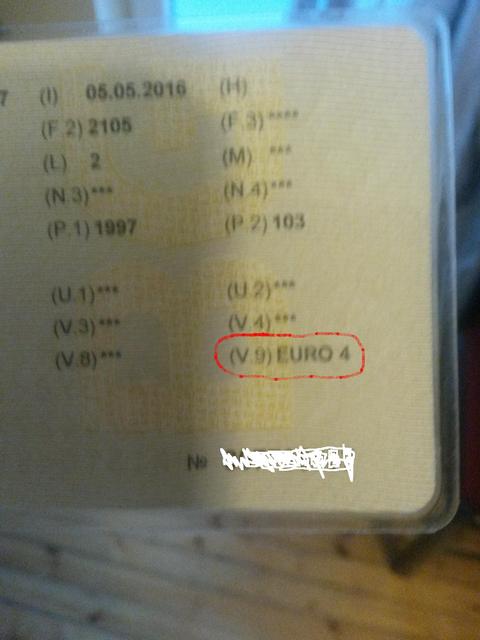 7 (I) 05.05.2016 (H)
(F.2) 2105 (F.3) ****
(L) 2 (M) ***
(N.3) *** (N.4) ***
(P.1) 1997 (P.2) 103
(U.1) *** (U.2) ***
(V.3) *** (V.4) ***
(V.8) *** (V.9) EURO 4
№